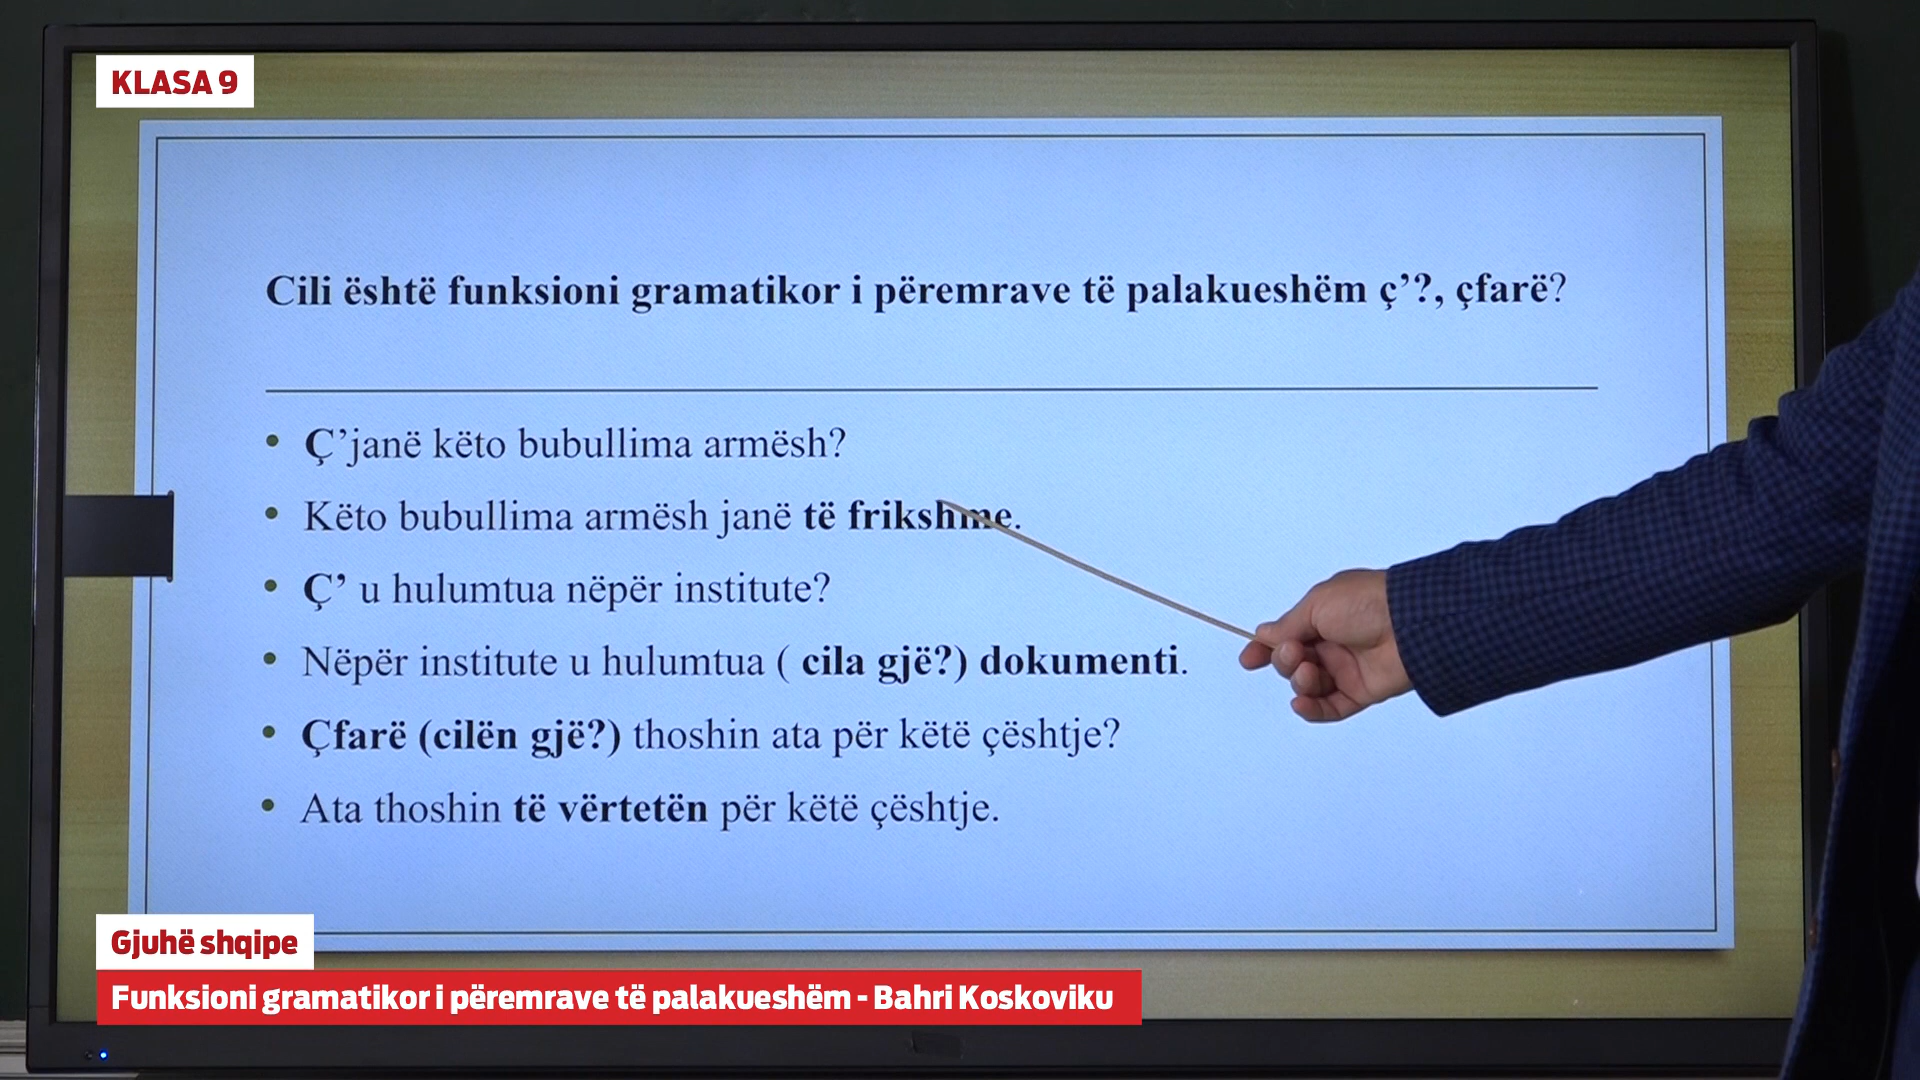 KLASA 9
Cili është funksioni gramatikor i përemrave të palakueshëm ç’?, çfarë?
• Ç’janë këto bubullima armësh?
• Këto bubullima armësh janë të frikshme.
• Ç’ u hulumtua nëpër institute?
• Nëpër institute u hulumtua ( cila gjë?) dokumenti.
• Çfarë (cilën gjë?) thoshin ata për këtë çështje?
• Ata thoshin të vërtetën për këtë çështje.
Gjuhë shqipe
Funksioni gramatikor i përemrave të palakueshëm - Bahri Koskoviku